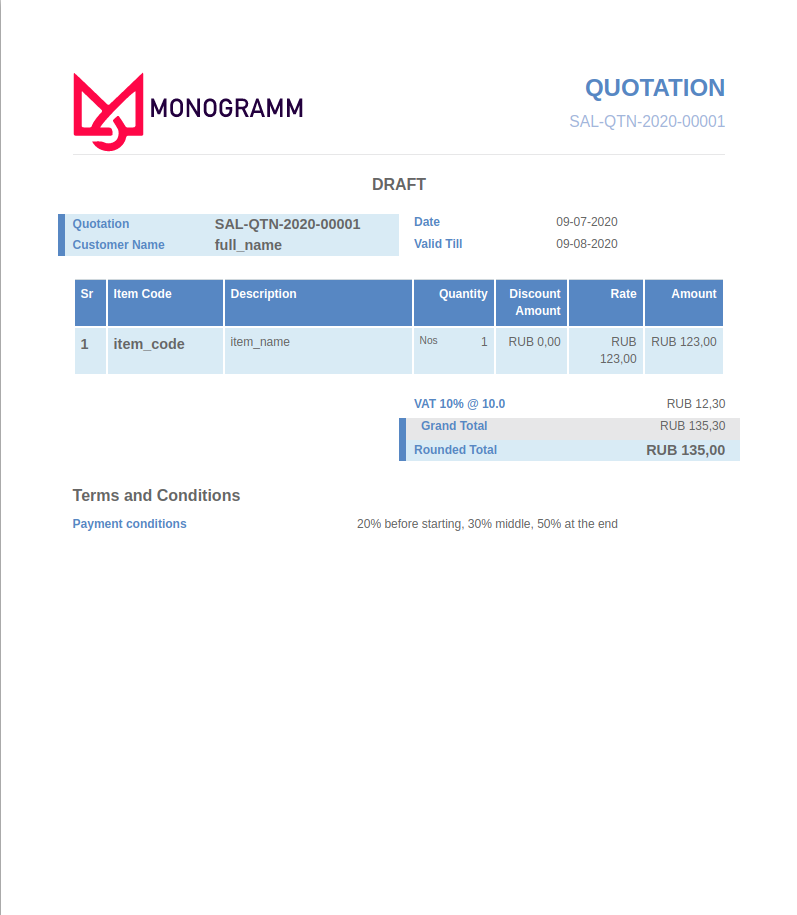 MONOGRAMM
QUOTATION
SAL-QTN-2020-00001
DRAFT
Quotation SAL-QTN-2020-00001
Customer Name full_name
Date 09-07-2020
Valid Till 09-08-2020
Sr Item Code Description Quantity Discount Amount Rate Amount
1 item_code item_name Nos 1 RUB 0,00 RUB 123,00 RUB 123,00
VAT 10% @ 10.0 RUB 12,30
Grand Total RUB 135,30
Rounded Total RUB 135,00
Terms and Conditions
Payment conditions 20% before starting, 30% middle, 50% at the end